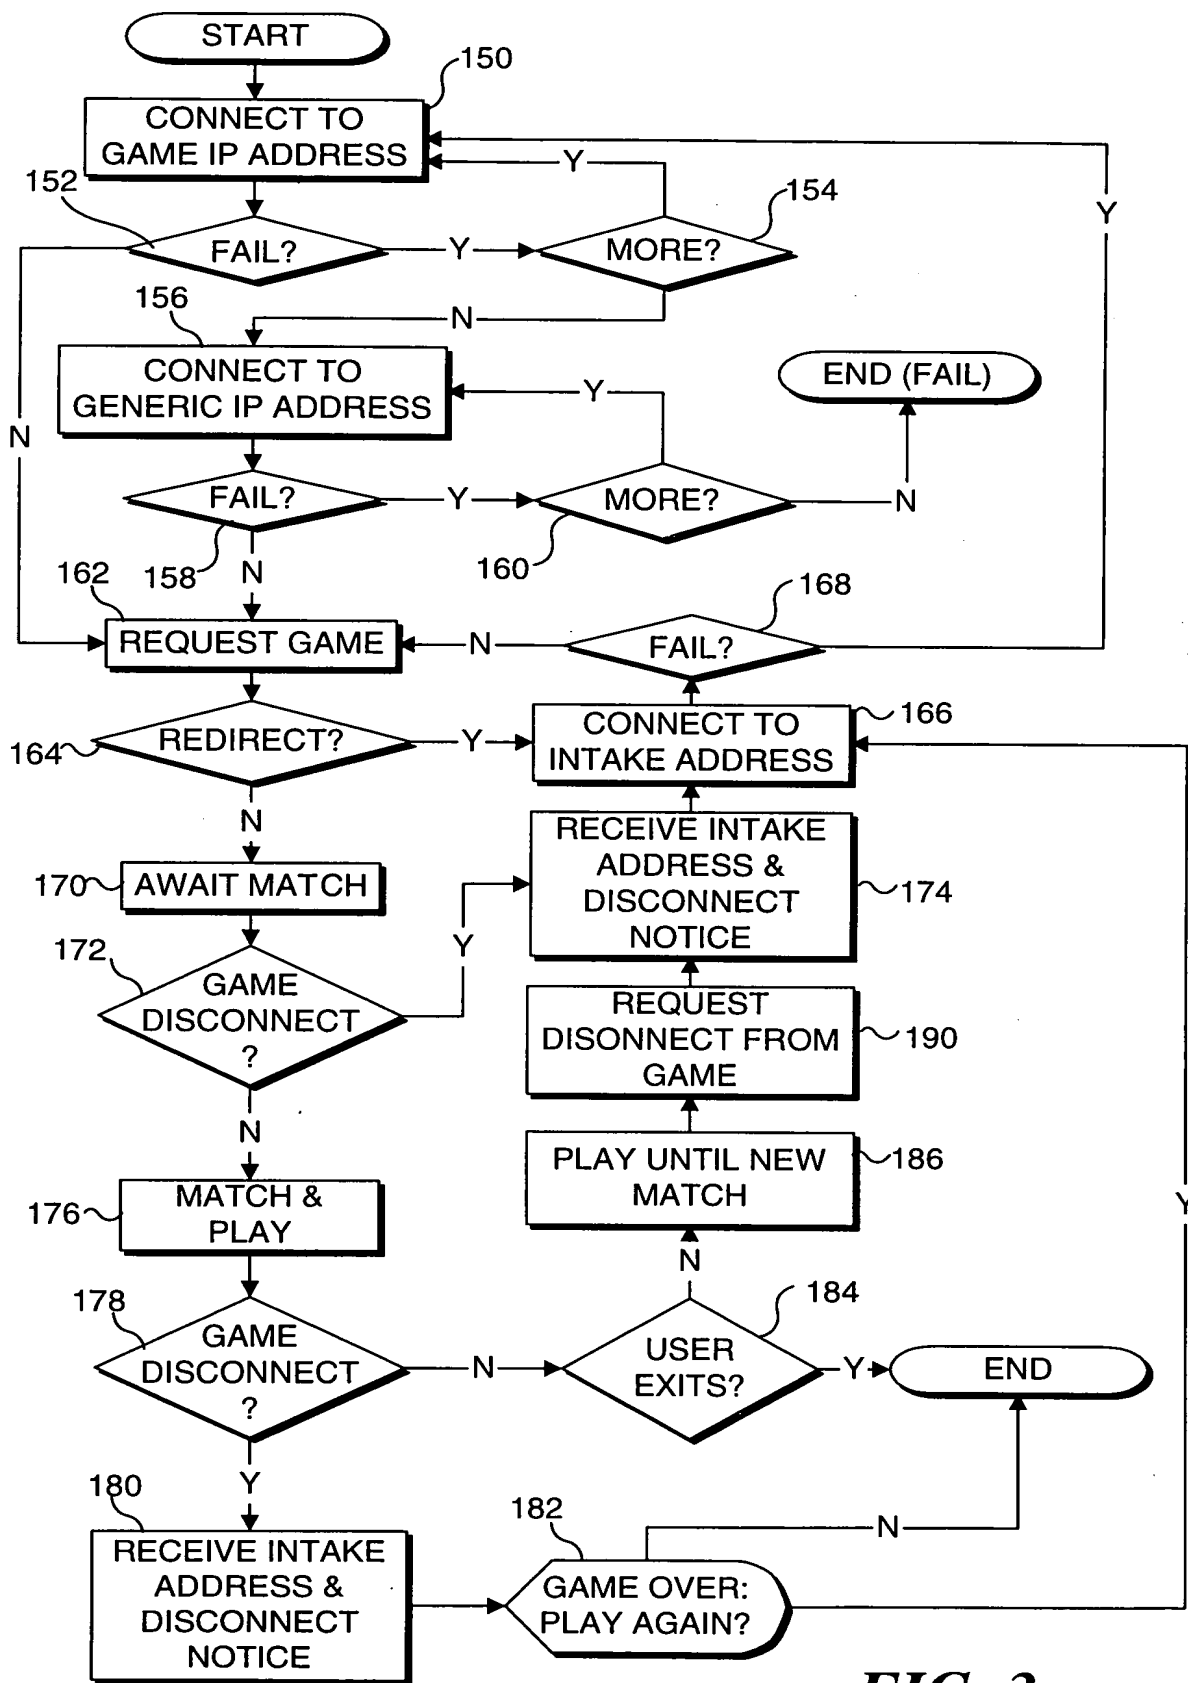 START
150
CONNECT TO
GAME IP ADDRESS
Y
152
154
Y
FAIL?
Y
MORE?
156
N
CONNECT TO
GENERIC IP ADDRESS
Y
END (FAIL)
N
FAIL?
Y
MORE?
N
158
160
N
162
168
REQUEST GAME
N
FAIL?
166
CONNECT TO
INTAKE ADDRESS
164
REDIRECT?
Y
N
RECEIVE INTAKE
ADDRESS &
DISCONNECT
NOTICE
174
170
AWAIT MATCH
172
Y
GAME
DISCONNECT
?
REQUEST
DISONNECT FROM
GAME
190
N
PLAY UNTIL NEW
MATCH
186
176
MATCH &
PLAY
Y
N
178
184
GAME
DISCONNECT
?
N
USER
EXITS?
Y
END
Y
180
182
N
RECEIVE INTAKE
ADDRESS &
DISCONNECT
NOTICE
GAME OVER:
PLAY AGAIN?